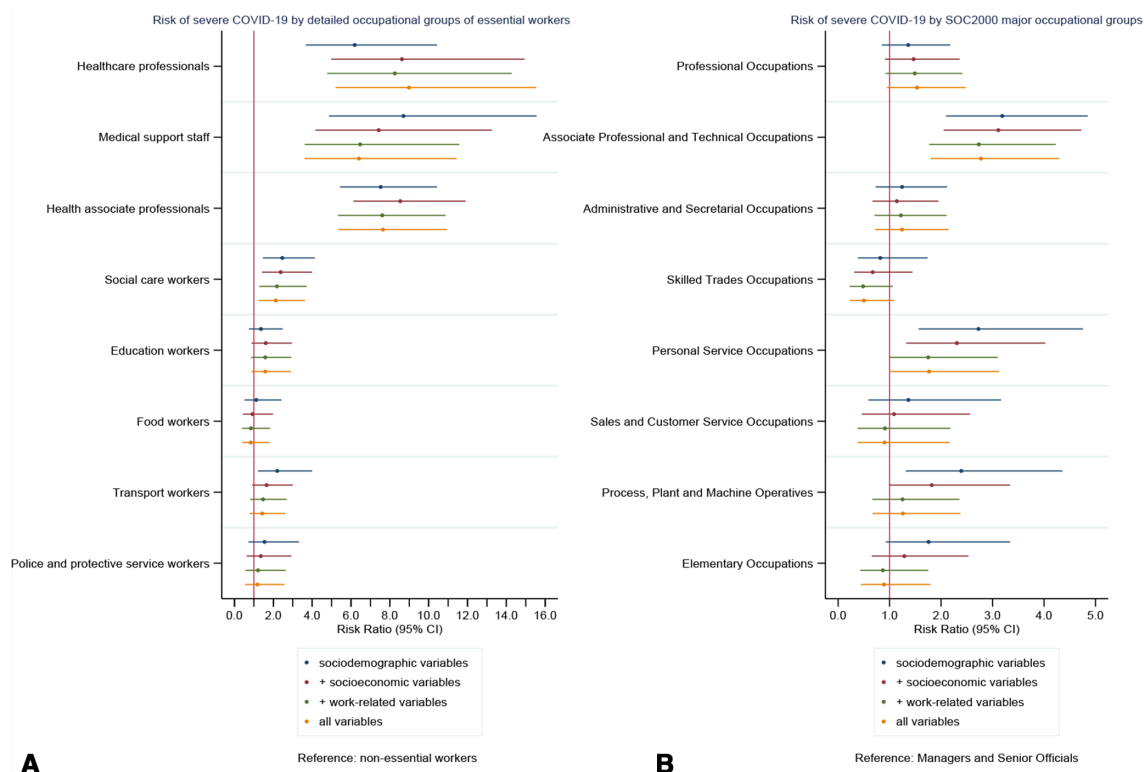 Risk of severe COVID-19 by detailed occupational groups of essential workers
Healthcare professionals
Medical support staff
Health associate professionals
Social care workers
Education workers
Food workers
Transport workers
Police and protective service workers
0.0 2.0 4.0 6.0 8.0 10.0 12.0 14.0 16.0
Risk Ratio (95% CI)
sociodemographic variables
+ socioeconomic variables
+ work-related variables
all variables
Reference: non-essential workers
A
Risk of severe COVID-19 by SOC2000 major occupational groups
Professional Occupations
Associate Professional and Technical Occupations
Administrative and Secretarial Occupations
Skilled Trades Occupations
Personal Service Occupations
Sales and Customer Service Occupations
Process, Plant and Machine Operatives
Elementary Occupations
0.0 1.0 2.0 3.0 4.0 5.0
Risk Ratio (95% CI)
sociodemographic variables
+ socioeconomic variables
+ work-related variables
all variables
Reference: Managers and Senior Officials
B